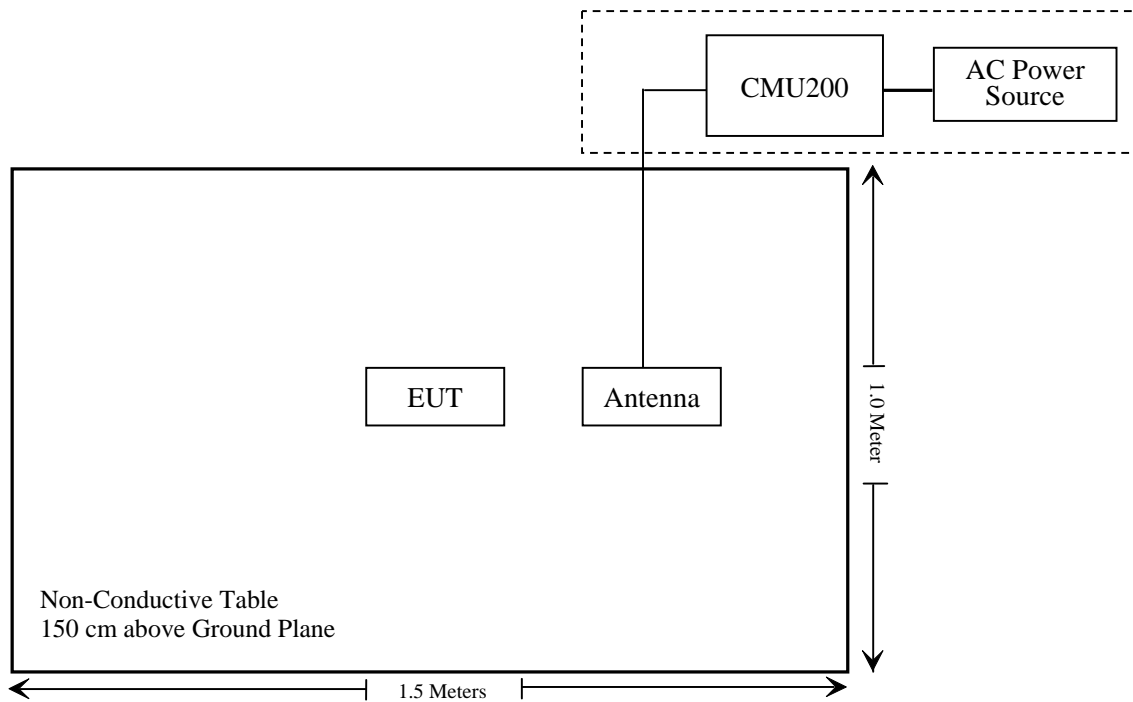 CMU200
AC Power
Source
EUT
Antenna
1.0 Meter
Non-Conductive Table
150 cm above Ground Plane
1.5 Meters